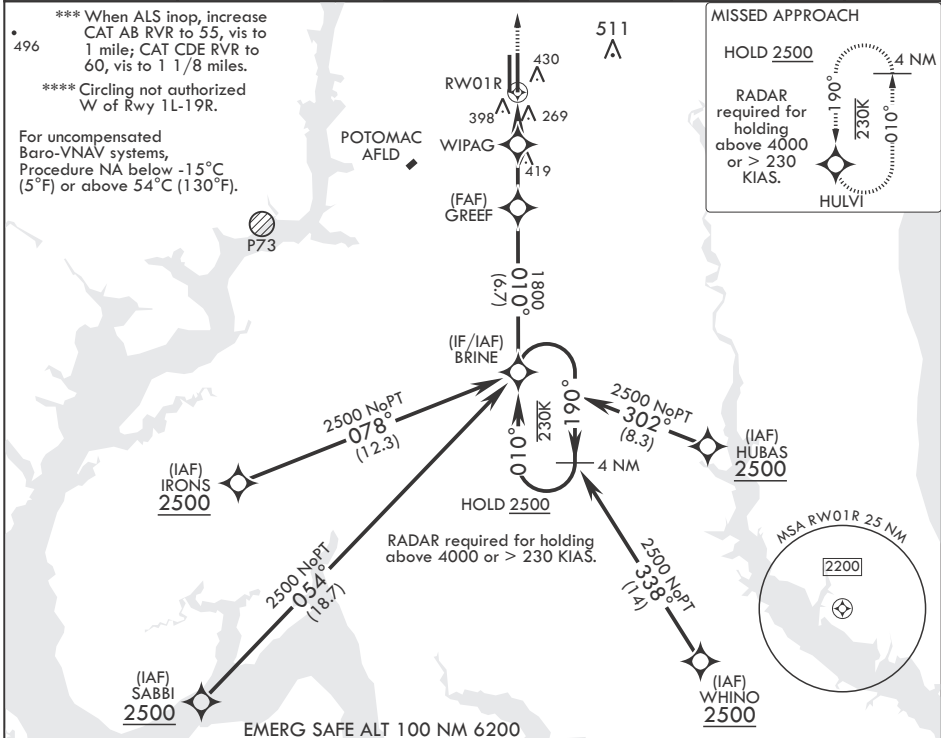 *** When ALS inop, increase
CAT AB RVR to 55, vis to
1 mile; CAT CDE RVR to
60, vis to 1 1/8 miles.
496
**** Circling not authorized
W of Rwy 1L-19R.
For uncompensated
Baro-VNAV systems,
Procedure NA below -15°C
(5°F) or above 54°C (130°F).
P73
POTOMAC
AFLD
511
430
RW01R
398
269
WIPAG
419
(FAF)
GREEF
1800
010°
(6.7)
(IF/IAF)
BRINE
MISSED APPROACH
HOLD 2500
4 NM
RADAR
required for
holding
above 4000
or > 230
KIAS.
190°
230K
010°
HULVI
2500 NoPT
078°
(12.3)
(IAF)
IRONS
2500
010°
230K
190°
4 NM
HOLD 2500
2500 NoPT
302°
(8.3)
(IAF)
HUBAS
2500
RADAR required for holding
above 4000 or > 230 KIAS.
2500 NoPT
054°
(18.7)
(IAF)
SABBI
2500
2500 NoPT
338°
(14)
(IAF)
WHINO
2500
MSA RW01R 25 NM
2200
EMERG SAFE ALT 100 NM 6200